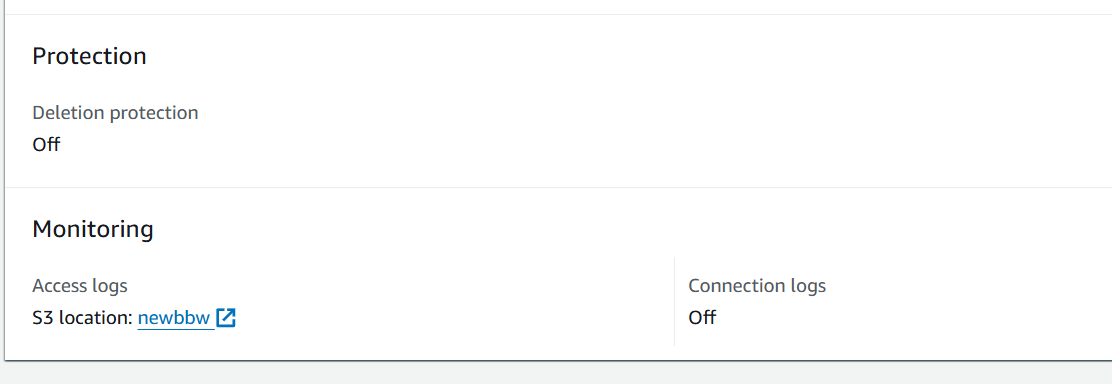 Protection
Deletion protection
Off
Monitoring
Access logs
S3 location: newbbw
Connection logs
Off